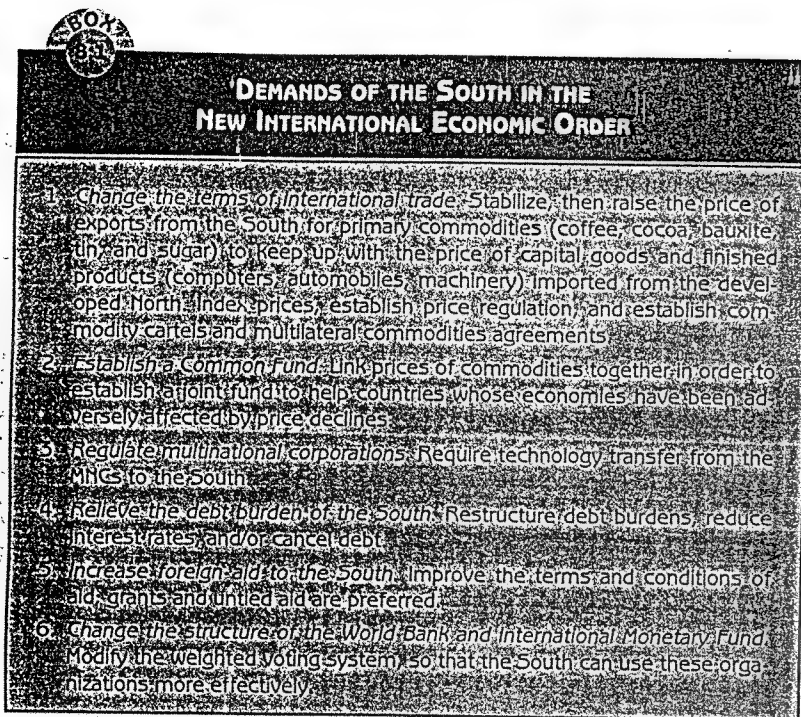 BOX
8.1
DEMANDS OF THE SOUTH IN THE
NEW INTERNATIONAL ECONOMIC ORDER
1. Change the terms of international trade. Stabilize, then raise the price of
exports from the South for primary commodities (coffee, cocoa, bauxite,
tin, and sugar) to keep up with the price of capital goods and finished
products (computers, automobiles, machinery) imported from the devel-
oped North. Index prices, establish price regulation, and establish com-
modity cartels and multilateral commodities agreements.
2. Establish a Common Fund. Link prices of commodities together in order to
establish a joint fund to help countries whose economies have been ad-
versely affected by price declines.
3. Regulate multinational corporations. Require technology transfer from the
MNCs to the South.
4. Relieve the debt burden of the South. Restructure debt burdens, reduce
interest rates, and/or cancel debt.
5. Increase foreign aid to the South. Improve the terms and conditions of
aid; grants and untied aid are preferred.
6. Change the structure of the World Bank and International Monetary Fund.
Modify the weighted voting system so that the South can use these orga-
nizations more effectively.